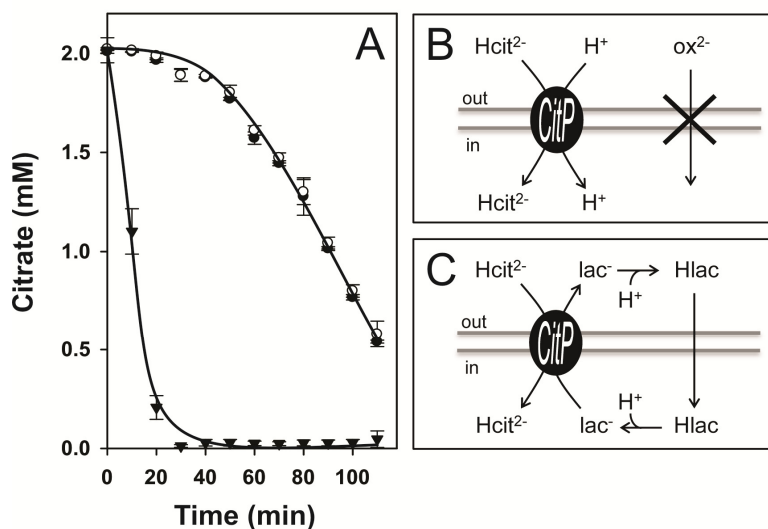 A
Citrate (mM)
2.0
1.5
1.0
0.5
0.0
0 20 40 60 80 100
Time (min)
B
Hcit²⁻ H⁺ ox²⁻
out
CitP
in
Hcit²⁻ H⁺
C
Hcit²⁻ lac⁻ Hlac
H⁺
out
CitP
in
H⁺
Hcit²⁻ lac⁻ Hlac